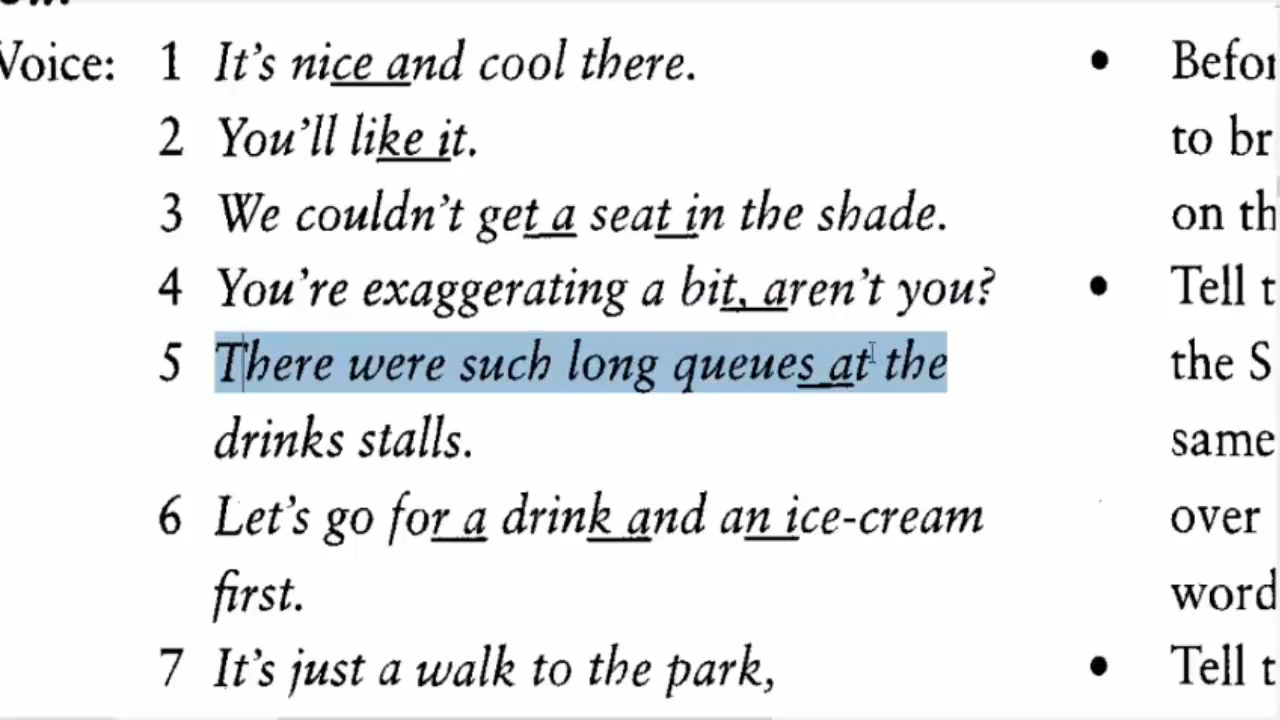 Voice: 1 It's nice and cool there.
2 You'll like it.
3 We couldn't get a seat in the shade.
4 You're exaggerating a bit, aren't you?
5 There were such long queues at the
drinks stalls.
6 Let's go for a drink and an ice-cream
first.
7 It's just a walk to the park,
•
to br
on th
• Tell t
the S
same
over
word
• Tell t